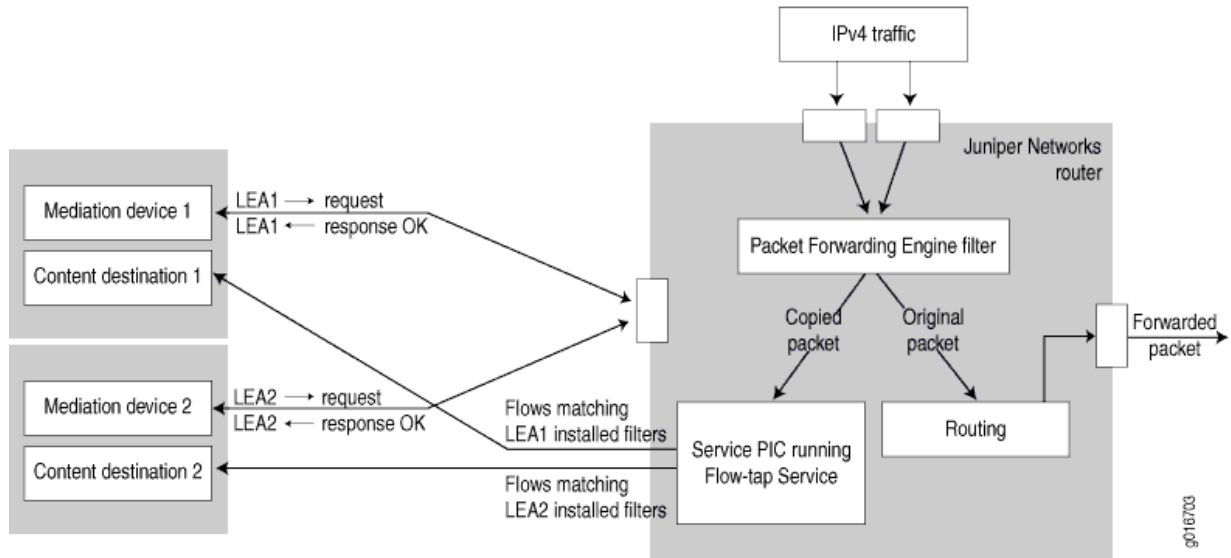 IPv4 traffic
Juniper Networks
router
Mediation device 1
LEA1 → request
LEA1 ← response OK
Content destination 1
Packet Forwarding Engine filter
Copied
packet
Original
packet
Forwarded
packet
Mediation device 2
LEA2 → request
LEA2 ← response OK
Content destination 2
Flows matching
LEA1 installed filters
Flows matching
LEA2 installed filters
Service PIC running
Flow-tap Service
Routing
g016703